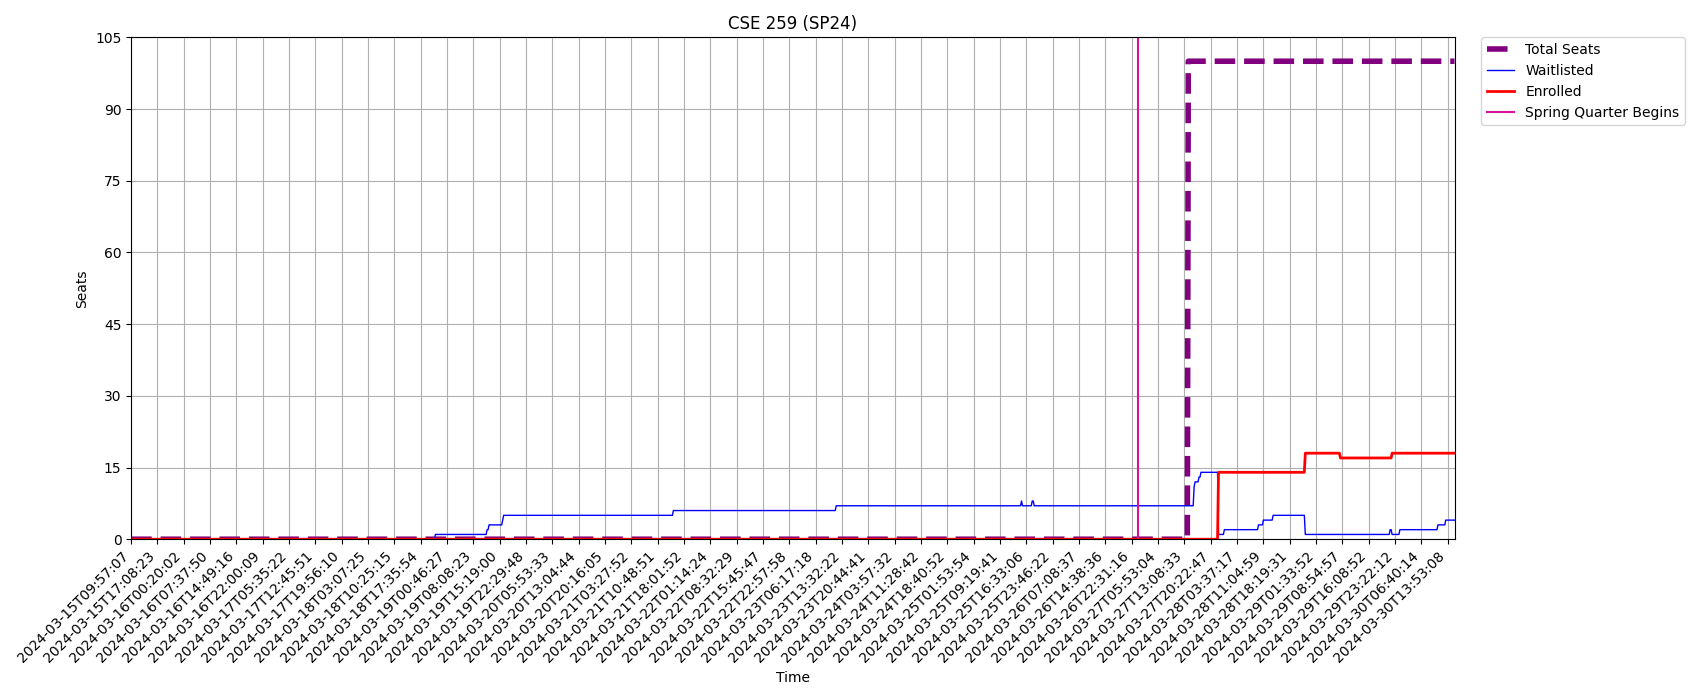 CSE 259 (SP24)
Total Seats
Waitlisted
Enrolled
Spring Quarter Begins
Seats
105
90
75
60
45
30
15
0
2024-03-15T09:57:07
2024-03-15T17:08:23
2024-03-16T00:20:02
2024-03-16T07:37:50
2024-03-16T14:49:16
2024-03-16T22:00:09
2024-03-17T05:35:22
2024-03-17T12:45:51
2024-03-17T19:56:10
2024-03-18T03:07:25
2024-03-18T10:25:15
2024-03-18T17:35:54
2024-03-19T00:46:27
2024-03-19T08:08:23
2024-03-19T15:19:00
2024-03-19T22:29:48
2024-03-20T05:53:33
2024-03-20T13:04:44
2024-03-20T20:16:05
2024-03-21T03:27:52
2024-03-21T10:48:51
2024-03-21T18:01:52
2024-03-22T01:14:24
2024-03-22T08:32:29
2024-03-22T15:45:47
2024-03-22T22:57:58
2024-03-23T06:17:18
2024-03-23T13:32:22
2024-03-23T20:44:41
2024-03-24T03:57:32
2024-03-24T11:28:42
2024-03-24T18:40:52
2024-03-25T01:53:54
2024-03-25T09:19:41
2024-03-25T16:33:06
2024-03-25T23:46:22
2024-03-26T07:08:37
2024-03-26T14:38:36
2024-03-26T22:31:16
2024-03-27T05:53:04
2024-03-27T13:08:33
2024-03-27T20:22:47
2024-03-28T03:37:17
2024-03-28T11:04:59
2024-03-28T18:19:31
2024-03-29T01:33:52
2024-03-29T08:54:57
2024-03-29T16:08:52
2024-03-29T23:22:12
2024-03-30T06:40:14
2024-03-30T13:53:08
Time